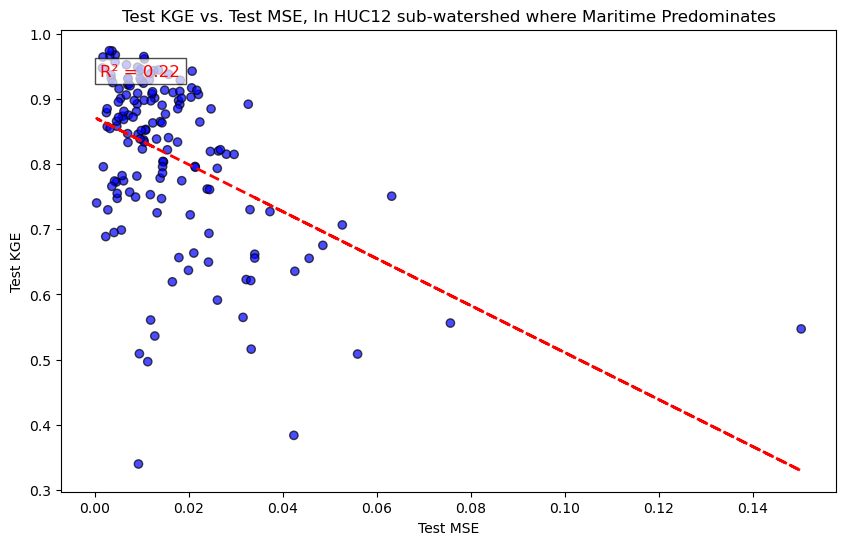 Test KGE vs. Test MSE, In HUC12 sub-watershed where Maritime Predominates
R² = 0.22
1.0
0.9
0.8
0.7
0.6
0.5
0.4
0.3
Test KGE
0.00 0.02 0.04 0.06 0.08 0.10 0.12 0.14
Test MSE